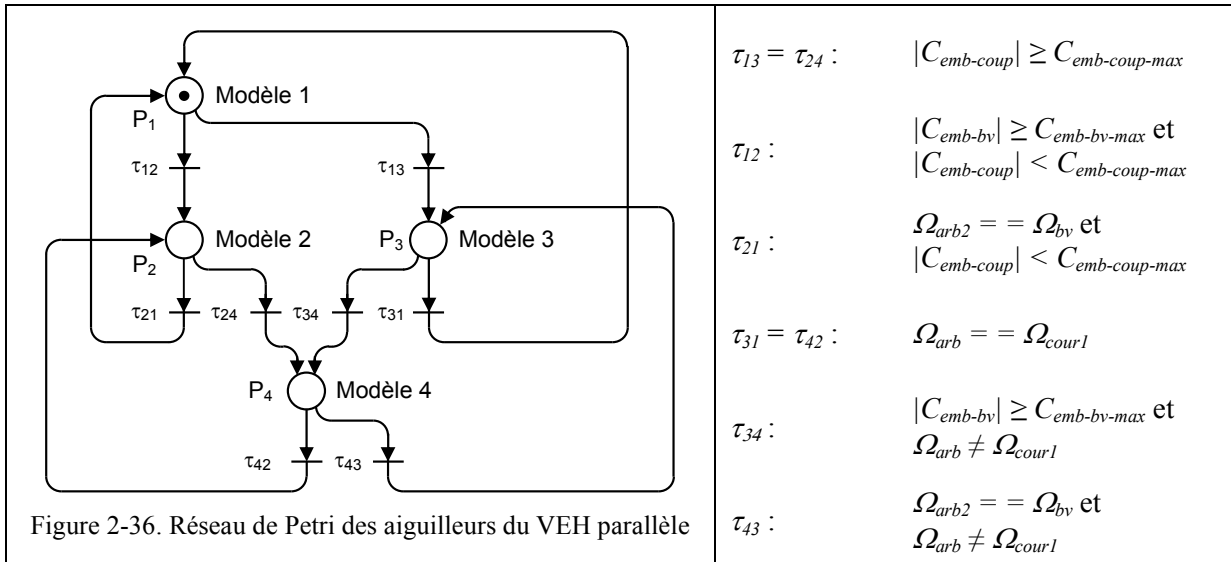 Modèle 1
P1
τ12
τ13
Modèle 2
P2
P3
Modèle 3
τ21
τ24
τ34
τ31
P4
Modèle 4
τ42
τ43
Figure 2-36. Réseau de Petri des aiguilleurs du VEH parallèle
τ13 = τ24 : |Cemb-coup| ≥ Cemb-coup-max
τ12 : |Cemb-bv| ≥ Cemb-bv-max et
|Cemb-coup| < Cemb-coup-max
τ21 : Ωarb2 = = Ωbv et
|Cemb-coup| < Cemb-coup-max
τ31 = τ42 : Ωarb = = Ωcour1
τ34 : |Cemb-bv| ≥ Cemb-bv-max et
Ωarb ≠ Ωcour1
τ43 : Ωarb2 = = Ωbv et
Ωarb ≠ Ωcour1